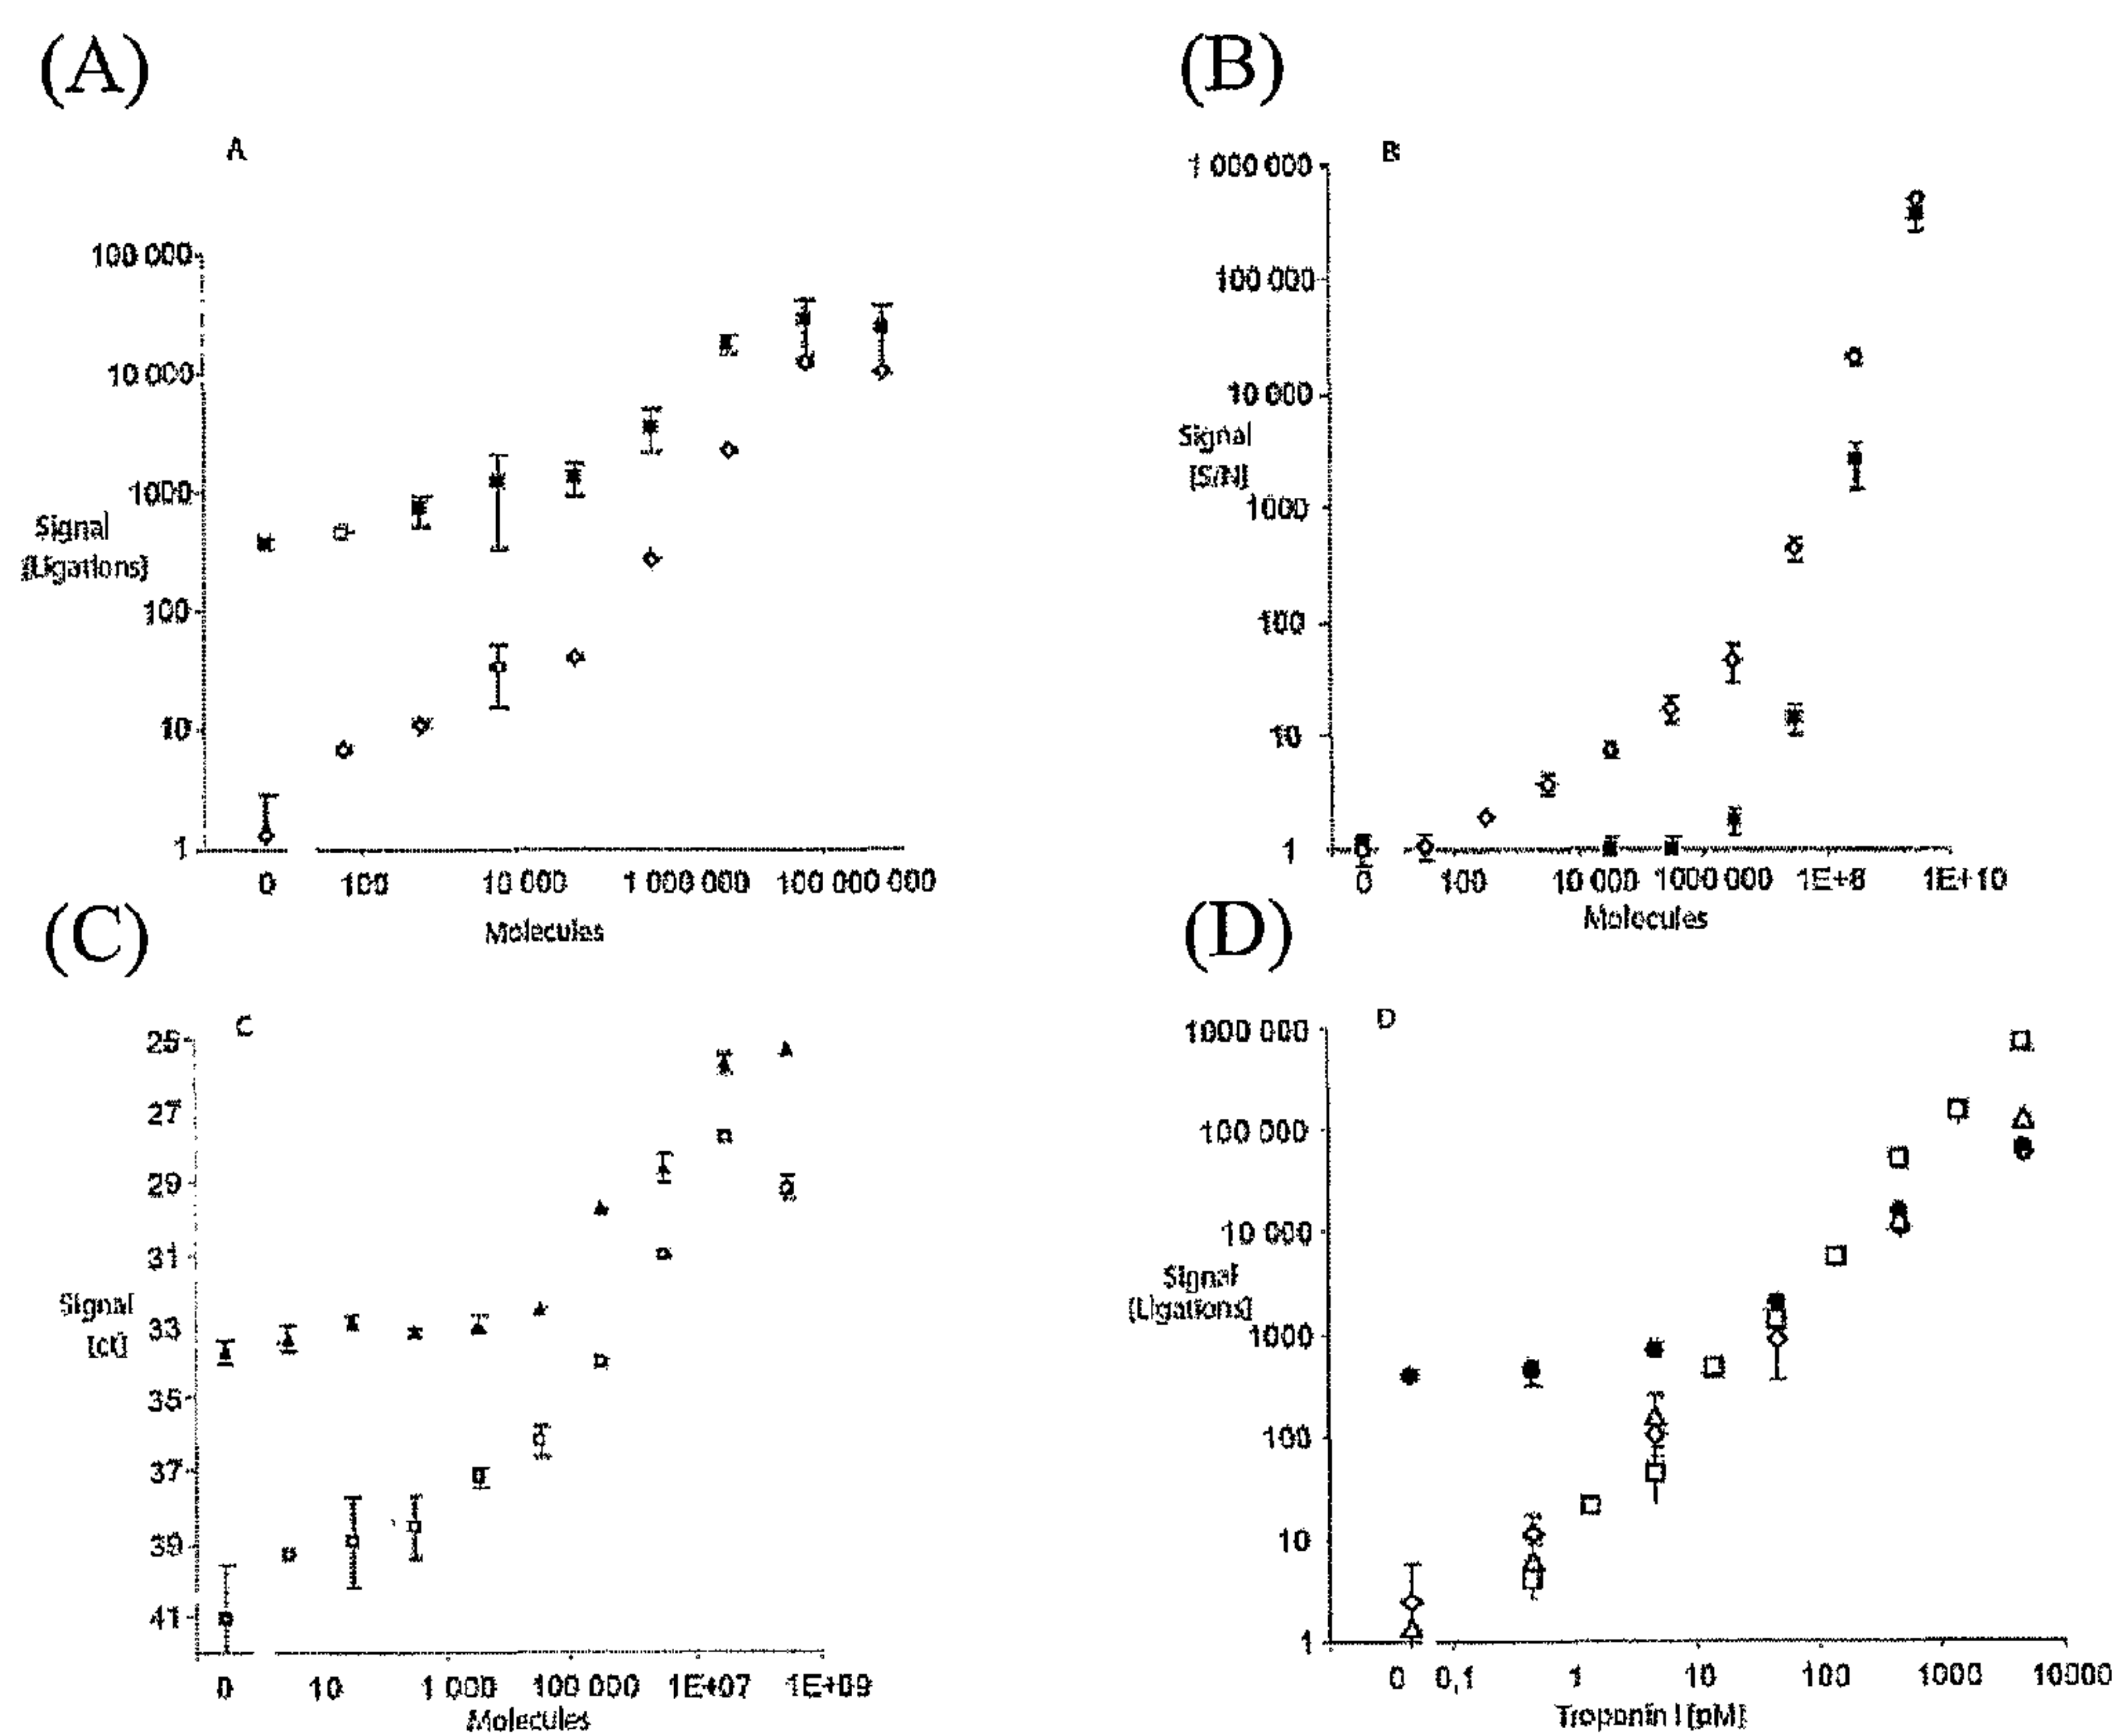 (A)
A
100 000
10 000
1000
Signal
[Ligations]
100
10
1
0 100 10 000 1 000 000 100 000 000
Molecules
(B)
B
1 000 000
100 000
10 000
Signal
[S/N]
1000
100
10
1
0 100 10 000 1000 000 1E+8 1E+10
Molecules
(C)
C
25
27
29
31
Signal
[ct]
33
35
37
39
41
0 10 1 000 100 000 1E+07 1E+09
Molecules
(D)
D
1000 000
100 000
10 000
Signal
[Ligations]
1000
100
10
1
0 0,1 1 10 100 1000 10000
Troponin I [pM]